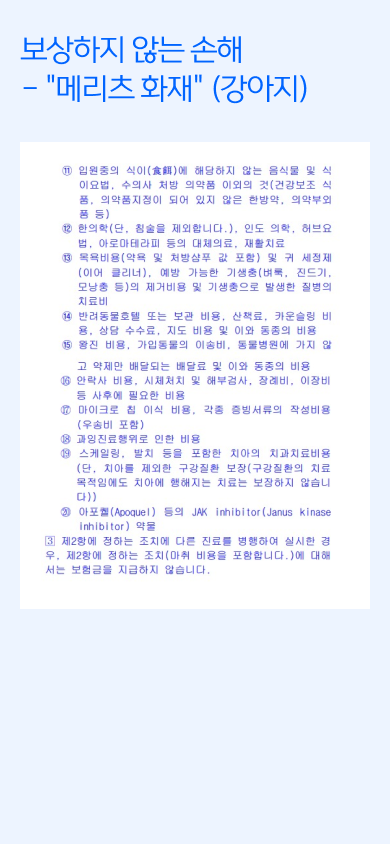 보상하지 않는 손해
- "메리츠 화재" (강아지)
⑪ 입원중의 식이(食餌)에 해당하지 않는 음식물 및 식
이요법, 수의사 처방 의약품 이외의 것(건강보조 식
품, 의약품지정이 되어 있지 않은 한방약, 의약부외
품 등)
⑫ 한의학(단, 침술을 제외합니다.), 인도 의학, 허브요
법, 아로마테라피 등의 대체의료, 재활치료
⑬ 목욕비용(약욕 및 처방샴푸 값 포함) 및 귀 세정제
(이어 클리너), 예방 가능한 기생충(벼룩, 진드기,
모낭충 등)의 제거비용 및 기생충으로 발생한 질병의
치료비
⑭ 반려동물호텔 또는 보관 비용, 산책료, 카운슬링 비
용, 상담 수수료, 지도 비용 및 이와 동종의 비용
⑮ 왕진 비용, 가입동물의 이송비, 동물병원에 가지 않
고 약제만 배달되는 배달료 및 이와 동종의 비용
⑯ 안락사 비용, 시체처치 및 해부검사, 장례비, 이장비
등 사후에 필요한 비용
⑰ 마이크로 칩 이식 비용, 각종 증빙서류의 작성비용
(우송비 포함)
⑱ 과잉진료행위로 인한 비용
⑲ 스케일링, 발치 등을 포함한 치아의 치과치료비용
(단, 치아를 제외한 구강질환 보장(구강질환의 치료
목적임에도 치아에 행해지는 치료는 보장하지 않습니
다))
⑳ 아포퀠(Apoquel) 등의 JAK inhibitor(Janus kinase
inhibitor) 약물
③ 제2항에 정하는 조치에 다른 진료를 병행하여 실시한 경
우, 제2항에 정하는 조치(마취 비용을 포함합니다.)에 대해
서는 보험금을 지급하지 않습니다.